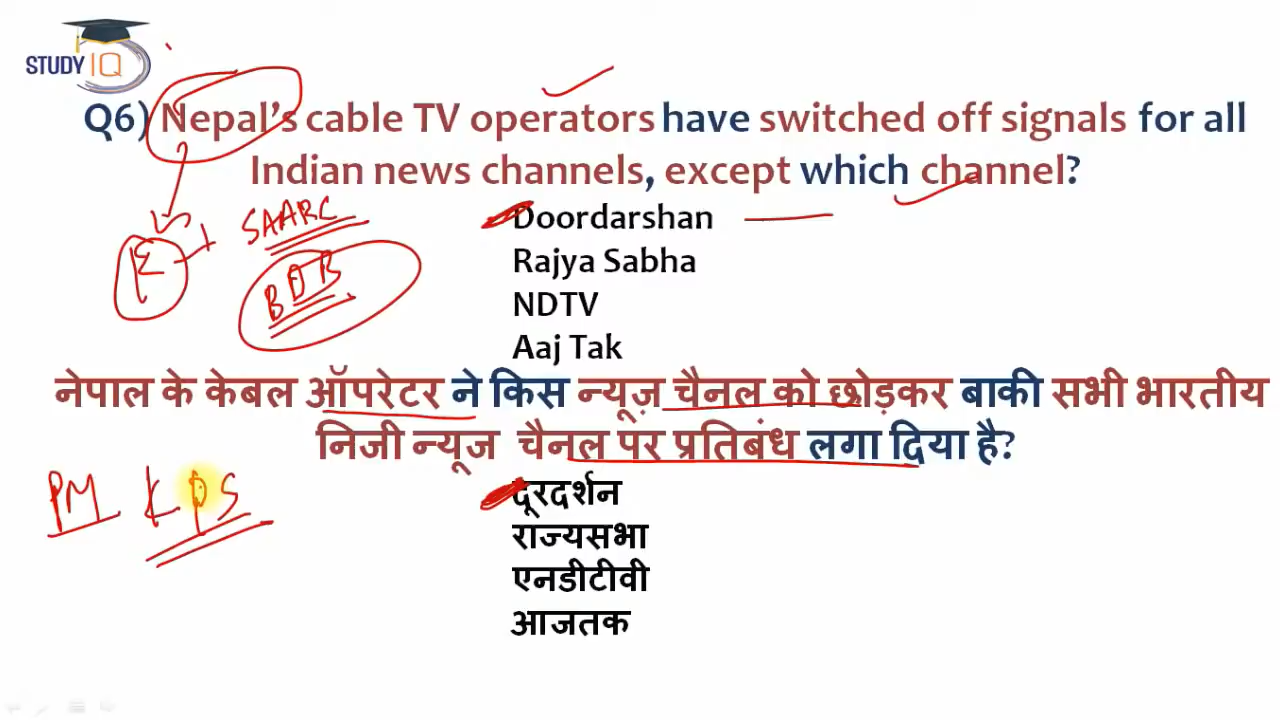 STUDY IQ
Q6) Nepal's cable TV operators have switched off signals for all
Indian news channels, except which channel?
Doordarshan
SAARC
Rajya Sabha
NDTV
Aaj Tak
नेपाल के केबल ऑपरेटर ने किस न्यूज़ चैनल को छोड़कर बाकी सभी भारतीय
निजी न्यूज चैनल पर प्रतिबंध लगा दिया है?
PM
दूरदर्शन
राज्यसभा
एनडीटीवी
आजतक